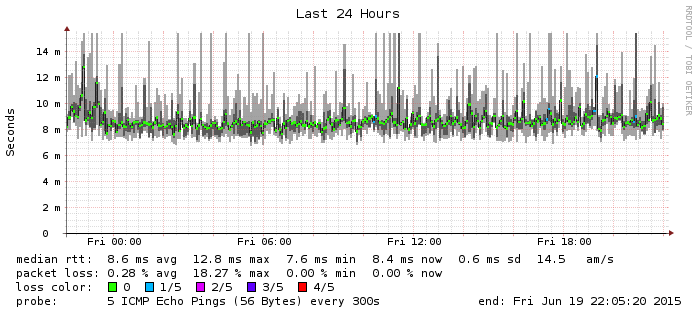 Last 24 Hours
RRDTOOL / TOBI OETIKER
Seconds
14 m
12 m
10 m
8 m
6 m
4 m
2 m
0
Fri 00:00 Fri 06:00 Fri 12:00 Fri 18:00
median rtt: 8.6 ms avg 12.8 ms max 7.6 ms min 8.4 ms now 0.6 ms sd 14.5 am/s
packet loss: 0.28 % avg 18.27 % max 0.00 % min 0.00 % now
loss color: 0 1/5 2/5 3/5 4/5
probe: 5 ICMP Echo Pings (56 Bytes) every 300s end: Fri Jun 19 22:05:20 2015